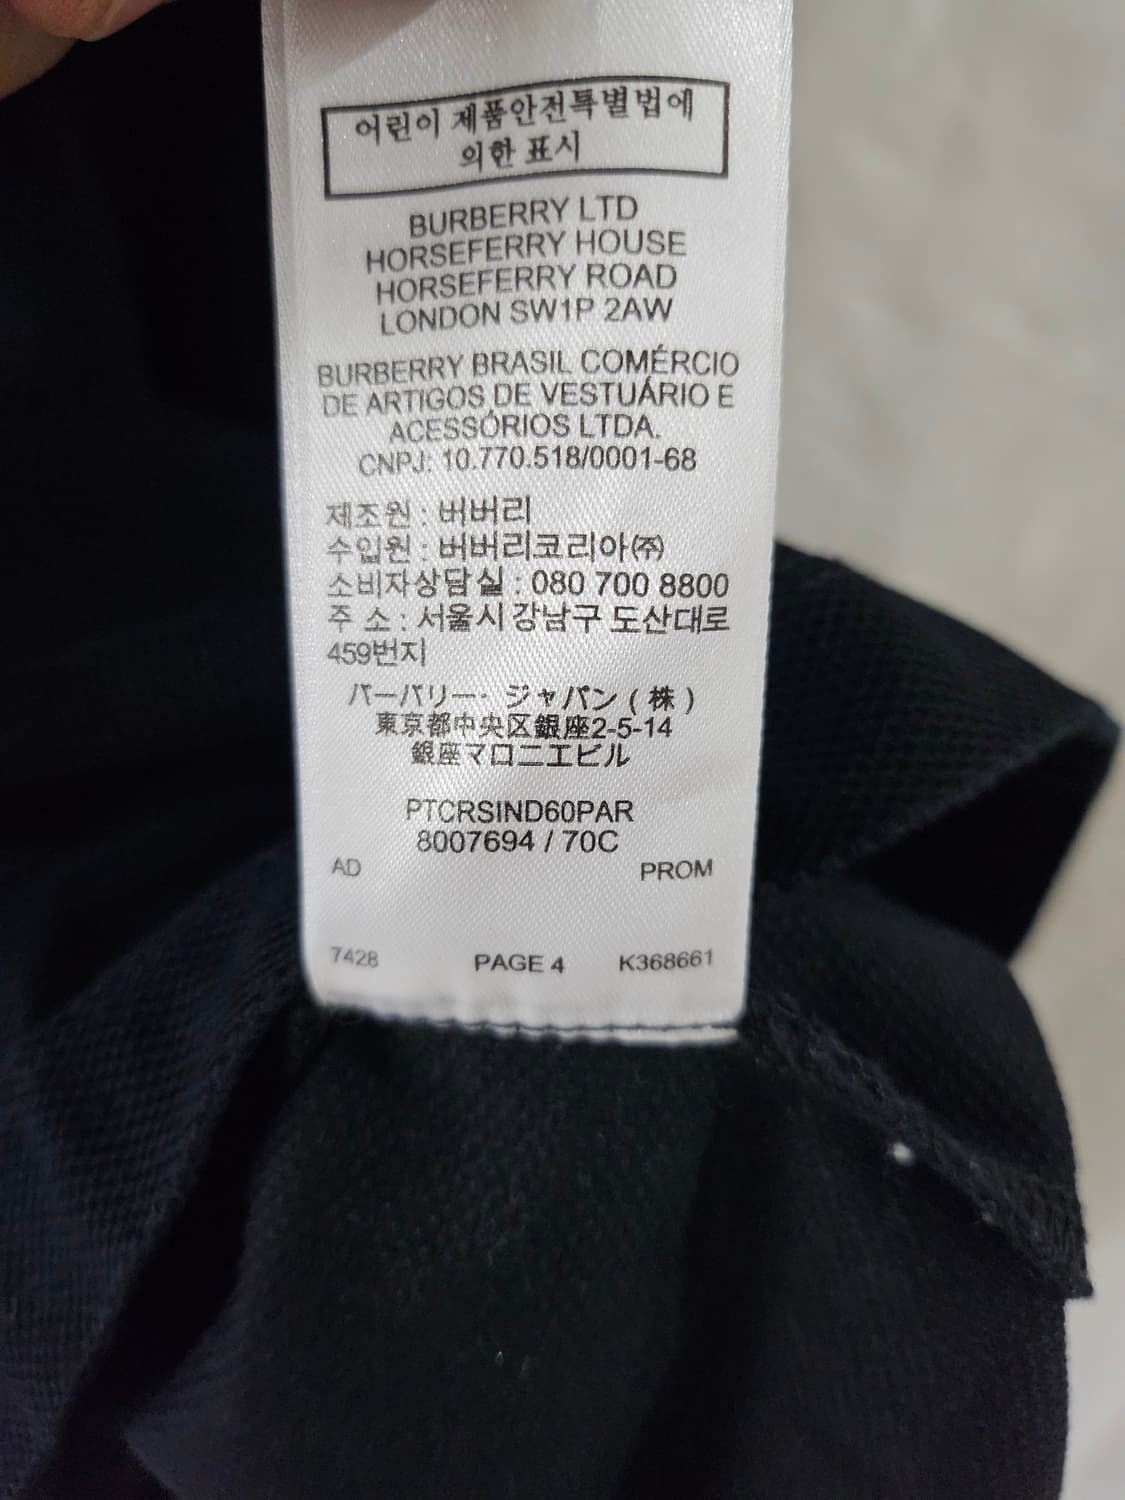 어린이 제품안전특별법에
의한 표시
BURBERRY LTD
HORSEFERRY HOUSE
HORSEFERRY ROAD
LONDON SW1P 2AW
BURBERRY BRASIL COMÉRCIO
DE ARTIGOS DE VESTUÁRIO E
ACESSÓRIOS LTDA.
CNPJ: 10.770.518/0001-68
제조원 : 버버리
수입원 : 버버리코리아㈜
소비자상담실 : 080 700 8800
주 소 : 서울시 강남구 도산대로
459번지
バーバリー・ジャパン ( 株 )
東京都中央区銀座2-5-14
銀座マロニエビル
PTCRSIND60PAR
8007694 / 70C
AD PROM
7428 PAGE 4 K368661